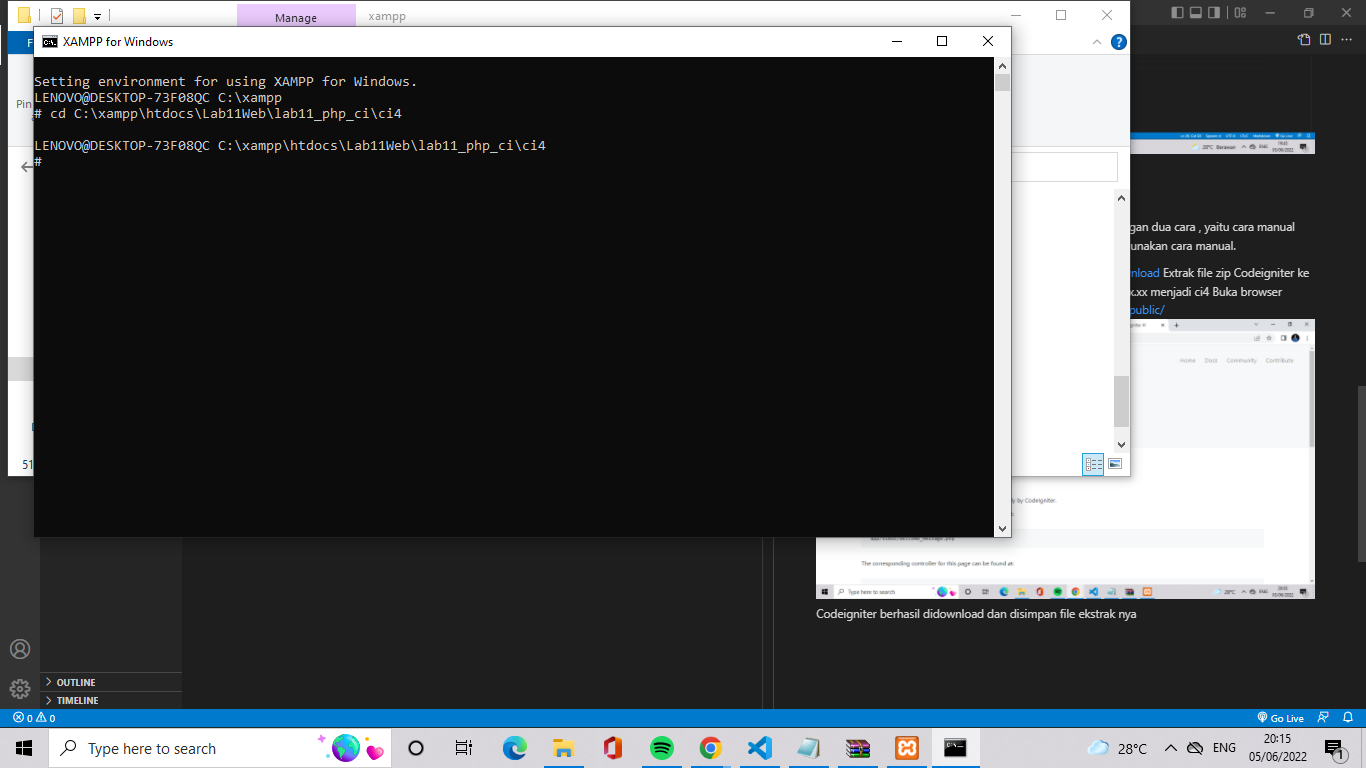 Manage
xampp
XAMPP for Windows
Setting environment for using XAMPP for Windows.
LENOVO@DESKTOP-73F08QC C:\xampp
# cd C:\xampp\htdocs\Lab11Web\lab11_php_ci\ci4
LENOVO@DESKTOP-73F08QC C:\xampp\htdocs\Lab11Web\lab11_php_ci\ci4
#
F
Pin
51
gan dua cara , yaitu cara manual
unakan cara manual.
nload Extrak file zip Codeigniter ke
x.xx menjadi ci4 Buka browser
public/
Home Docs Community Contribute
ly by CodeIgniter.
The corresponding controller for this page can be found at:
Type here to search
Codeigniter berhasil didownload dan disimpan file ekstrak nya
OUTLINE
TIMELINE
0 0
Go Live
Type here to search
28°C
ENG
20:15
05/06/2022
1